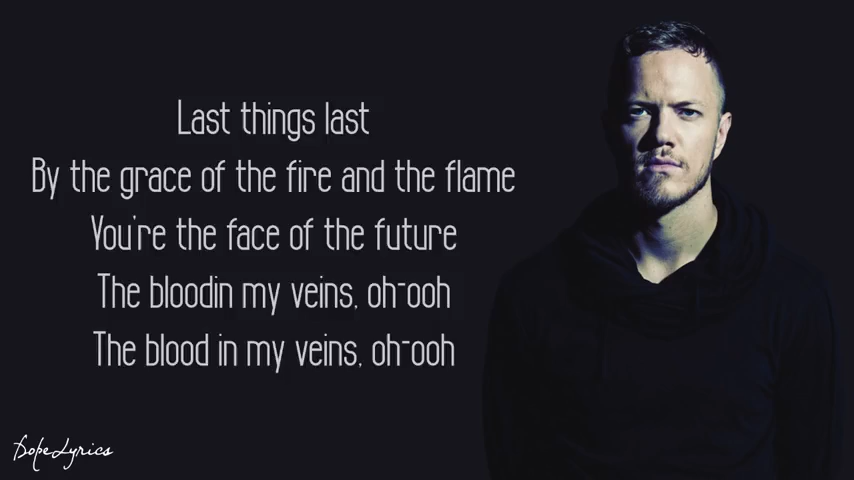 Last things last
By the grace of the fire and the flame
You're the face of the future
The bloodin my veins, oh-ooh
The blood in my veins, oh-ooh
DopeLyrics